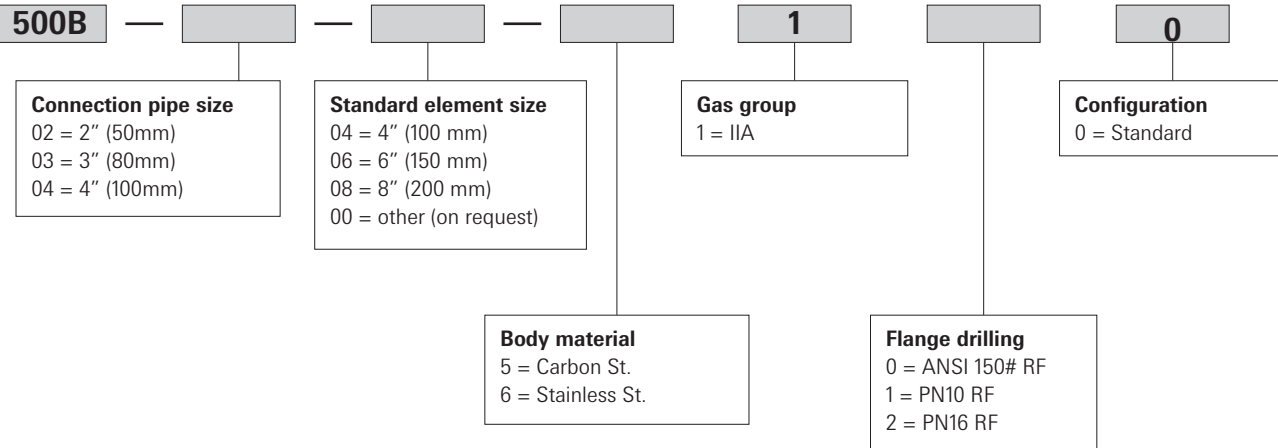 500B — — — 1 0
Connection pipe size
02 = 2” (50mm)
03 = 3” (80mm)
04 = 4” (100mm)
Standard element size
04 = 4” (100 mm)
06 = 6” (150 mm)
08 = 8” (200 mm)
00 = other (on request)
Gas group
1 = IIA
Configuration
0 = Standard
Body material
5 = Carbon St.
6 = Stainless St.
Flange drilling
0 = ANSI 150# RF
1 = PN10 RF
2 = PN16 RF